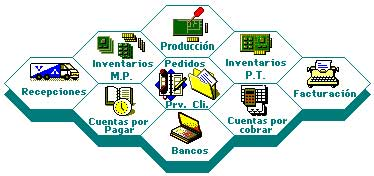 Producción
Inventarios
M.P.
Pedidos
Inventarios
P.T.
Recepciones
Prv. Cli.
Facturación
Cuentas por
Pagar
Cuentas por
cobrar
Bancos